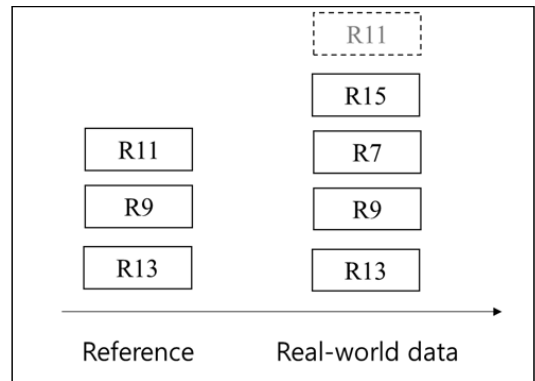 R11
R15
R11
R7
R9
R9
R13
R13
Reference
Real-world data